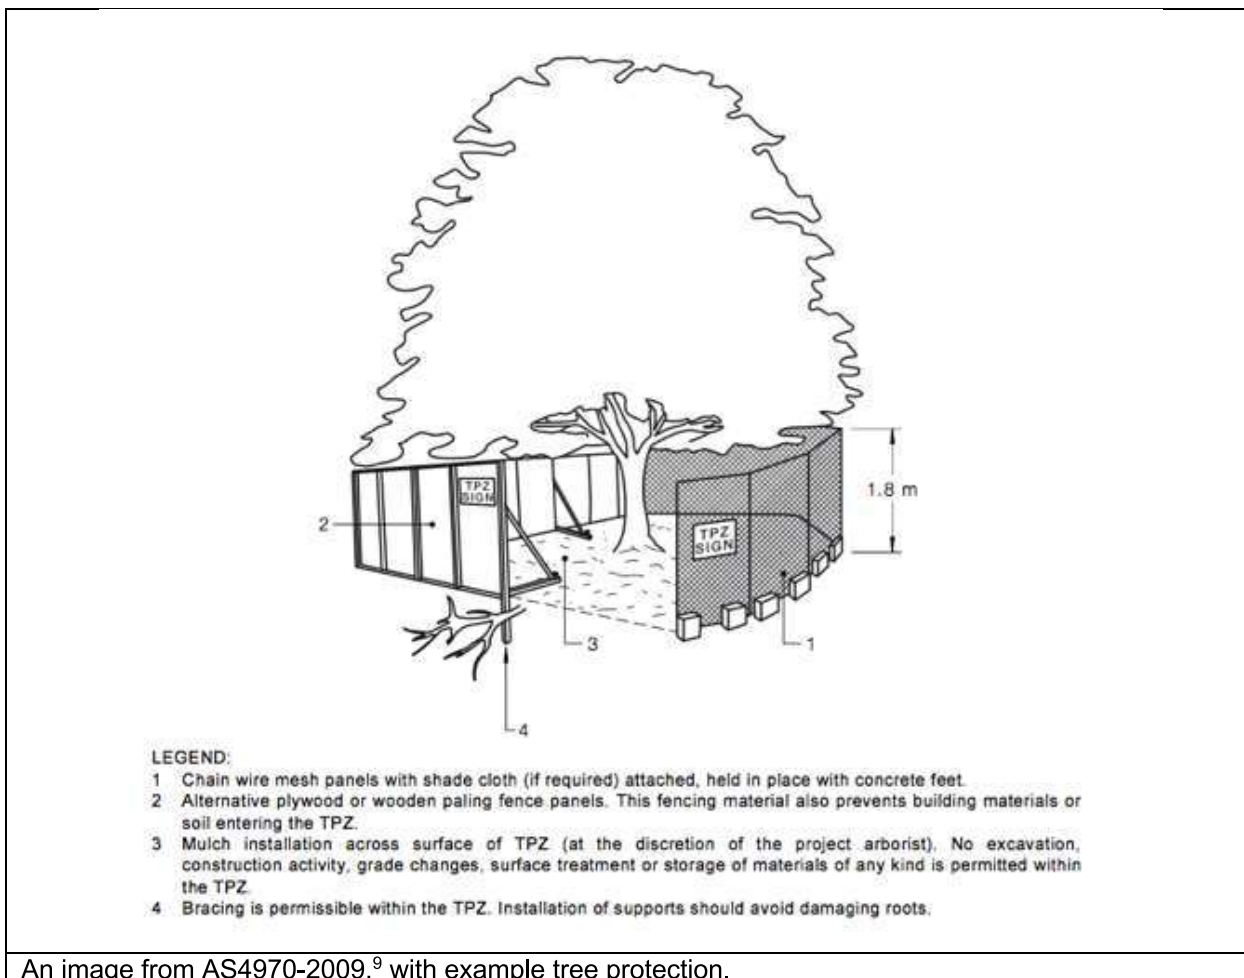 TPZ
SIGN
1.8 m
2
TPZ
SIGN
3
1
4
LEGEND:
1 Chain wire mesh panels with shade cloth (if required) attached, held in place with concrete feet.
2 Alternative plywood or wooden paling fence panels. This fencing material also prevents building materials or
soil entering the TPZ.
3 Mulch installation across surface of TPZ (at the discretion of the project arborist). No excavation,
construction activity, grade changes, surface treatment or storage of materials of any kind is permitted within
the TPZ.
4 Bracing is permissible within the TPZ. Installation of supports should avoid damaging roots.
An image from AS4970-2009,⁹ with example tree protection.